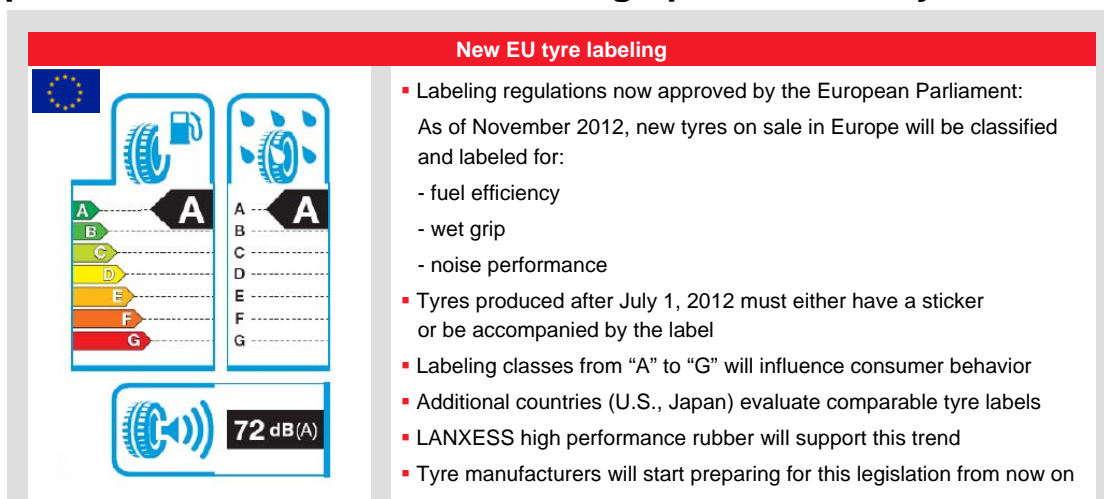 New EU tyre labeling
A
B
C
D
E
F
G
A
A
B
C
D
E
F
G
A
72 dB(A)
▪ Labeling regulations now approved by the European Parliament:
As of November 2012, new tyres on sale in Europe will be classified
and labeled for:
- fuel efficiency
- wet grip
- noise performance
▪ Tyres produced after July 1, 2012 must either have a sticker
or be accompanied by the label
▪ Labeling classes from “A” to “G” will influence consumer behavior
▪ Additional countries (U.S., Japan) evaluate comparable tyre labels
▪ LANXESS high performance rubber will support this trend
▪ Tyre manufacturers will start preparing for this legislation from now on